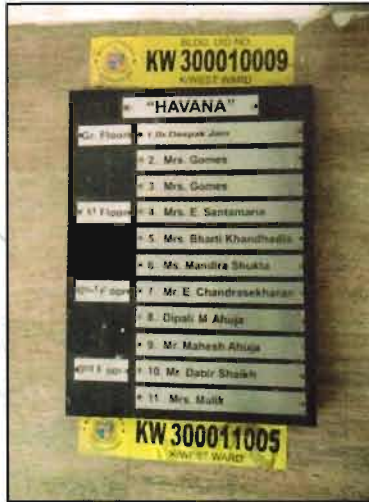 BLDG. UID NO.
KW 300010009
K/WEST WARD
"HAVANA"
Gr. Floor 1. Dr. Deepak Jain
2. Mrs. Gomes
3. Mrs. Gomes
Floor 4. Mrs. E. Santamaria
5. Mrs. Bharti Khandhadia
6. Ms. Mandira Shukla
7. Mr. E. Chandrasekharan
8. Dipali M Ahuja
9. Mr. Mahesh Ahuja
10. Mr. Dabir Shaikh
11. Mrs. Malik
KW 300011005
K/WEST WARD